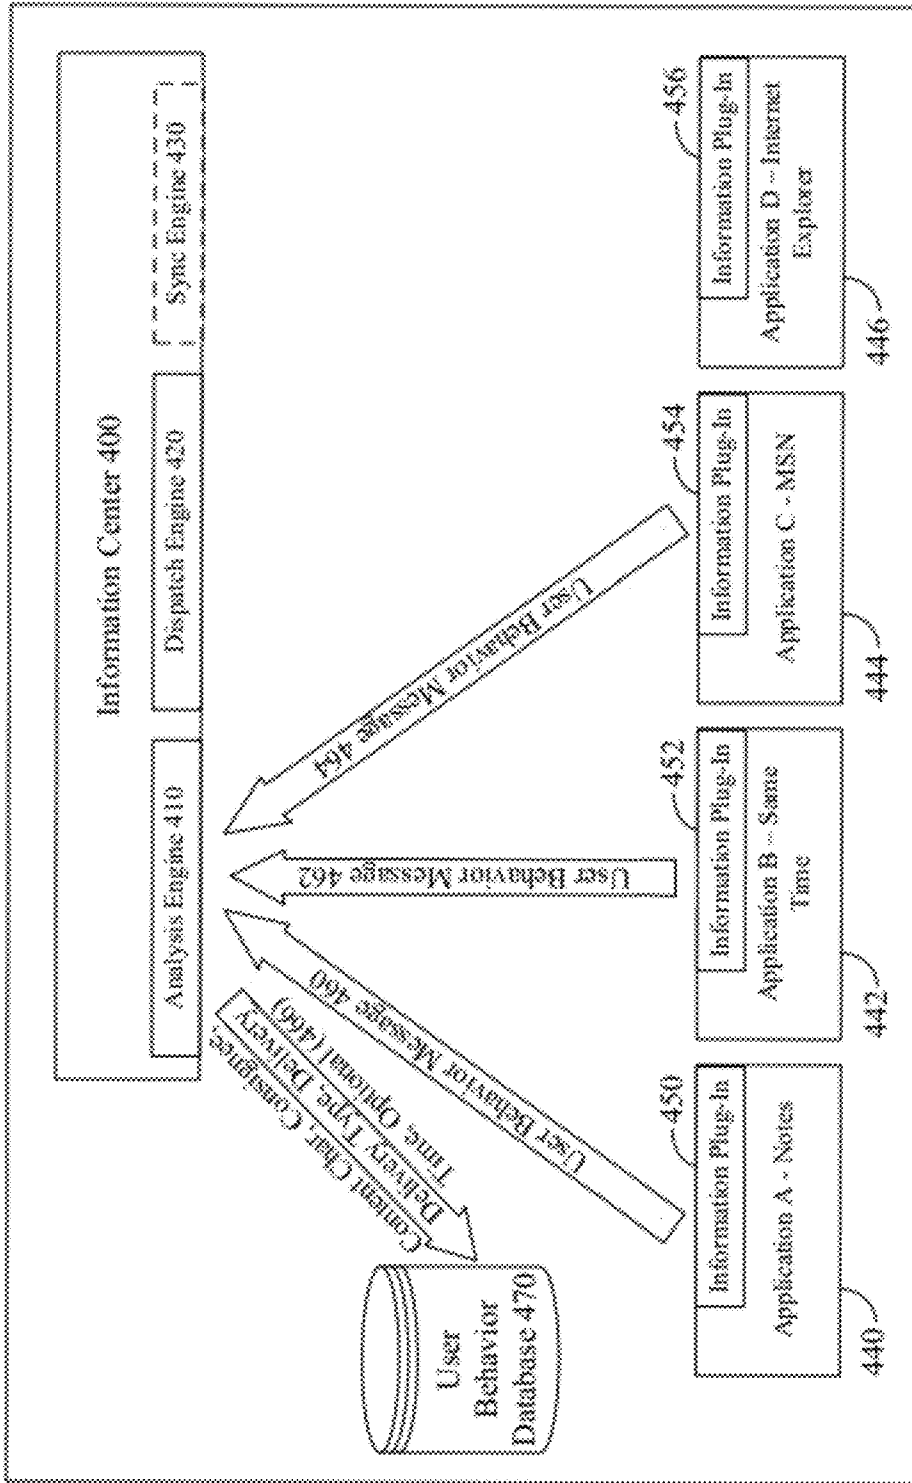 Information Center 400
Analysis Engine 410
Dispatch Engine 420
Sync Engine 430
Content Char, Consignee,
Delivery Type, Delivery
Time, Optional (466)
User Behavior Message 460
User Behavior Message 462
User Behavior Message 464
User
Behavior
Database 470
450
Information Plug-In
Application A - Notes
440
452
Information Plug-In
Application B – Same
Time
442
454
Information Plug-In
Application C - MSN
444
456
Information Plug-In
Application D – Internet
Explorer
446